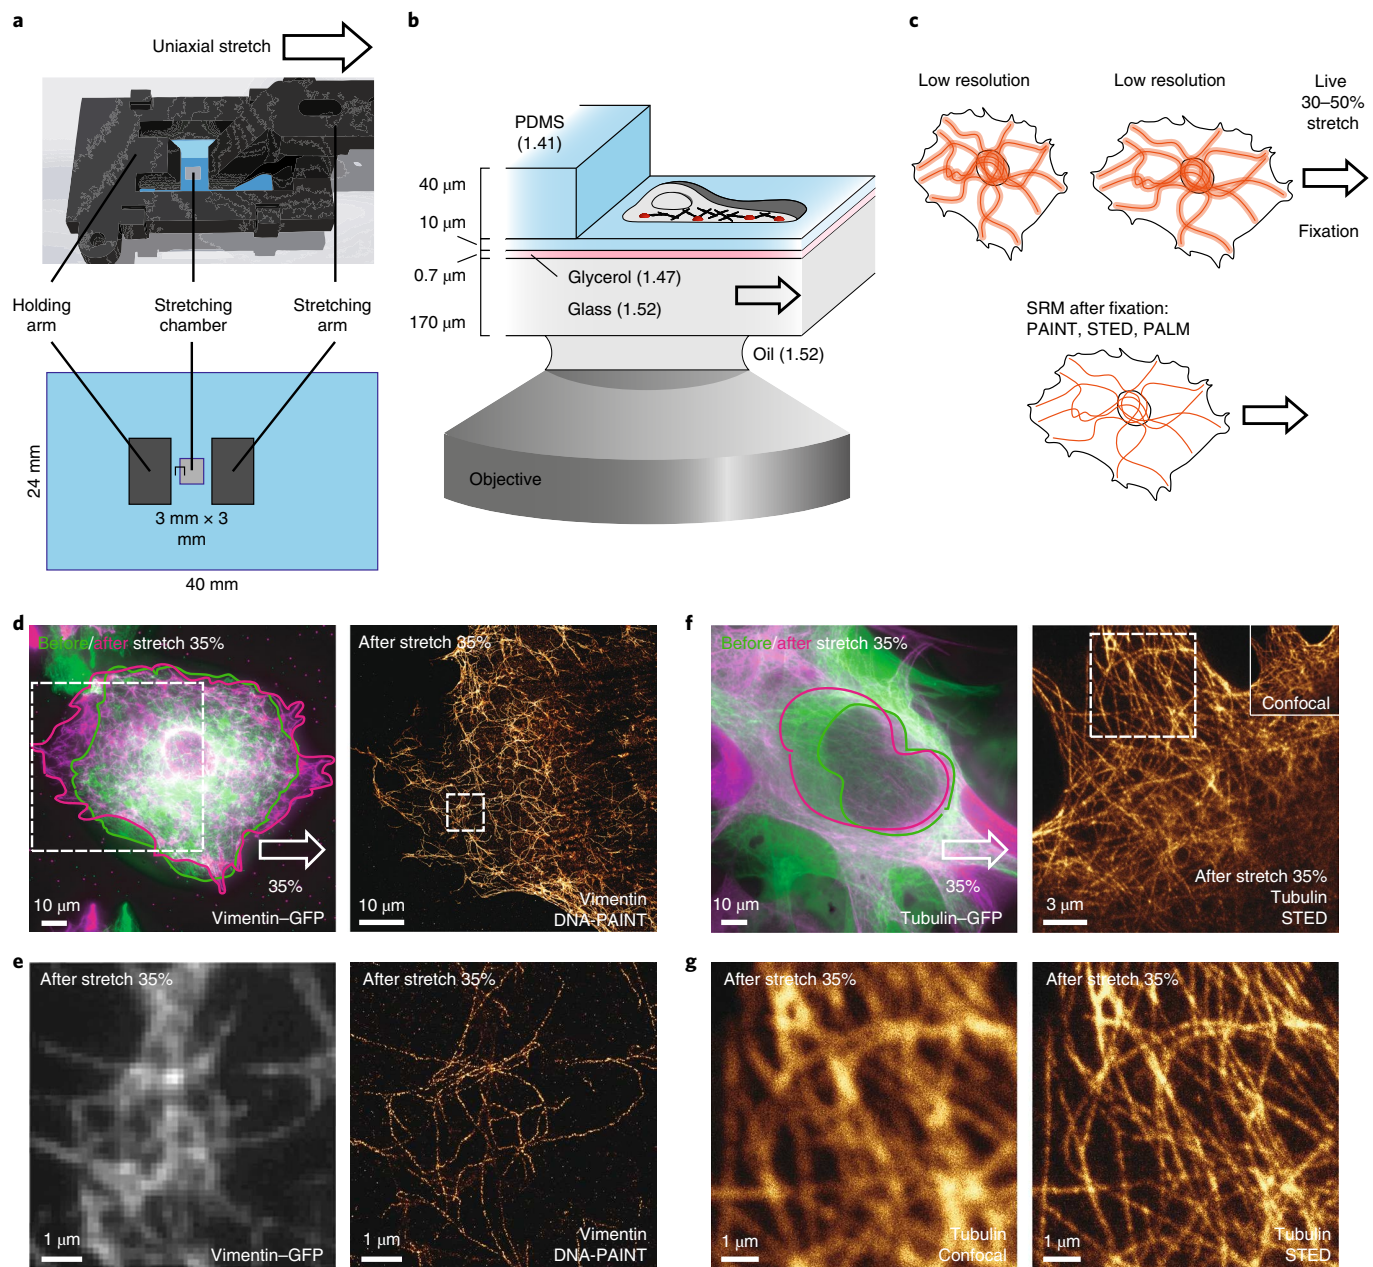 a
Uniaxial stretch
Holding
arm
Stretching
chamber
Stretching
arm
24 mm
3 mm × 3
mm
40 mm
b
PDMS
(1.41)
40 μm
10 μm
0.7 μm
170 μm
Glycerol (1.47)
Glass (1.52)
Oil (1.52)
Objective
c
Low resolution
Low resolution
Live
30–50%
stretch
Fixation
SRM after fixation:
PAINT, STED, PALM
d
Before/after stretch 35%
35%
10 μm
Vimentin–GFP
After stretch 35%
10 μm
Vimentin
DNA-PAINT
f
Before/after stretch 35%
35%
10 μm
Tubulin–GFP
Confocal
After stretch 35%
Tubulin
STED
3 μm
e
After stretch 35%
1 μm
Vimentin–GFP
After stretch 35%
1 μm
Vimentin
DNA-PAINT
g
After stretch 35%
1 μm
Tubulin
Confocal
After stretch 35%
1 μm
Tubulin
STED